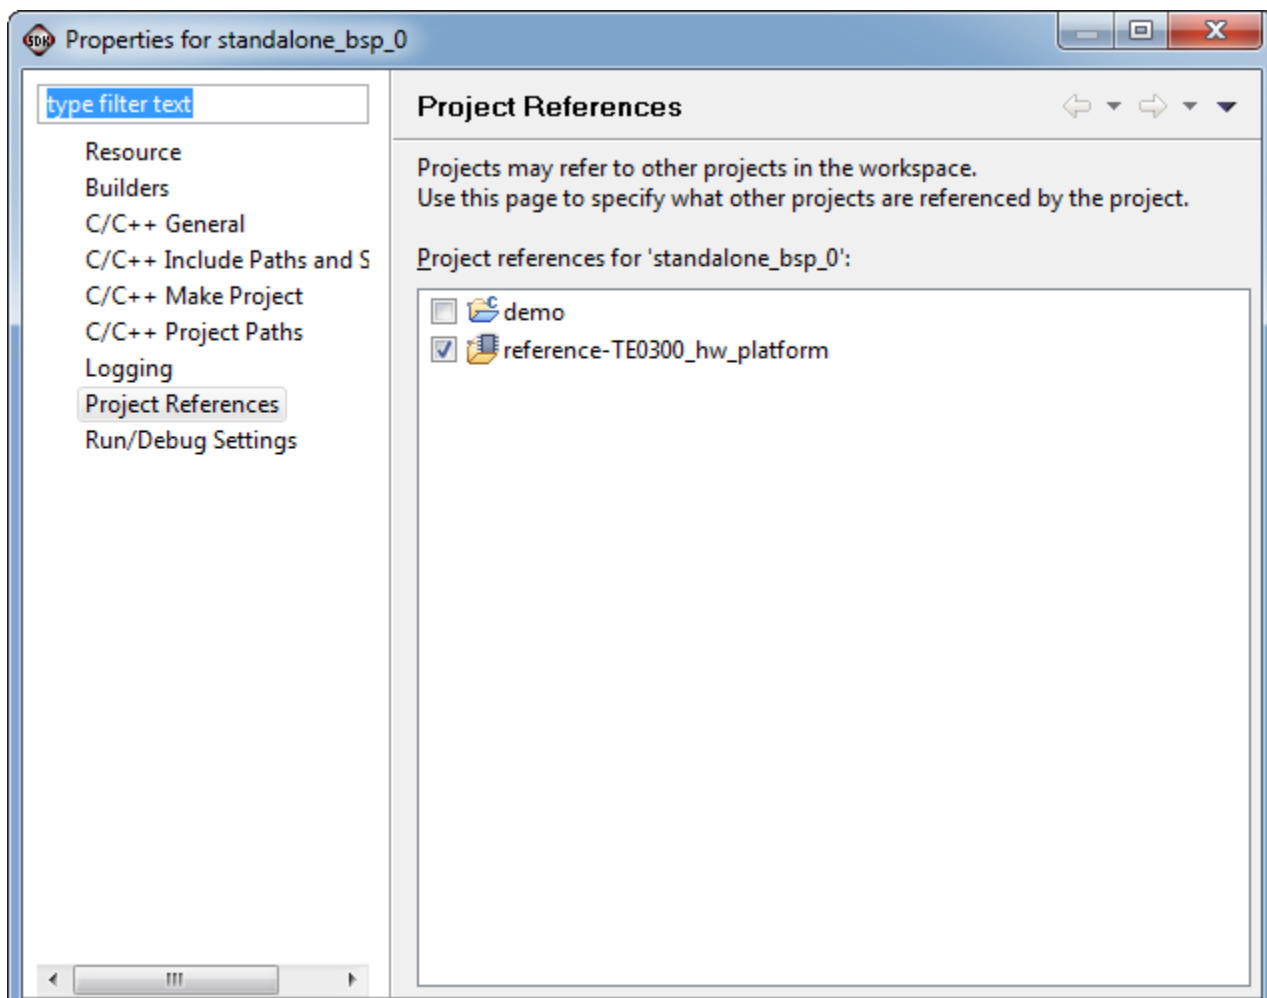 SDK Properties for standalone_bsp_0
type filter text
Resource
Builders
C/C++ General
C/C++ Include Paths and S
C/C++ Make Project
C/C++ Project Paths
Logging
Project References
Run/Debug Settings
Project References
Projects may refer to other projects in the workspace.
Use this page to specify what other projects are referenced by the project.
Project references for 'standalone_bsp_0':
demo
reference-TE0300_hw_platform